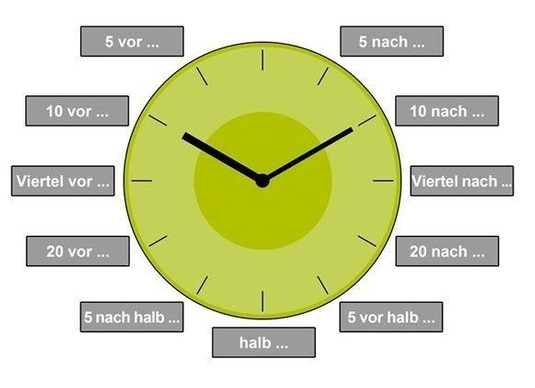 5 vor ...
5 nach ...
10 vor ...
10 nach ...
Viertel vor ...
Viertel nach ...
20 vor ...
20 nach ...
5 nach halb ...
5 vor halb ...
halb ...